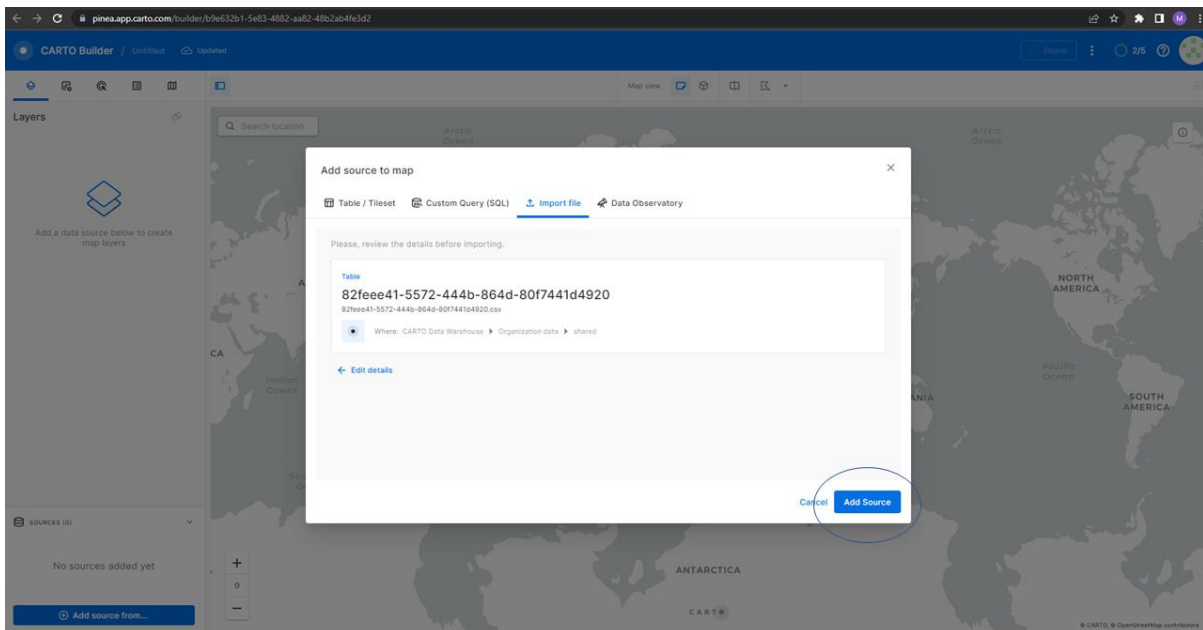 pinea.app.carto.com/builder/b9e632b1-5e83-4882-aa82-48b2ab4fe3d2
M
CARTO Builder / Untitled Updated
Share
2/5
Map view
Layers
Search location
Arctic
Ocean
Arctic
Ocean
Add source to map
Table / Tileset Custom Query (SQL) Import file Data Observatory
Please, review the details before importing.
Table
82feee41-5572-444b-864d-80f7441d4920
82feee41-5572-444b-864d-80f7441d4920.csv
Where: CARTO Data Warehouse Organization data shared
Edit details
Cancel Add Source
Add a data source below to create
map layers
NORTH
AMERICA
A
CA
Indian
Ocean
Pacific
Ocean
ANIA
SOUTH
AMERICA
SOURCES (0)
No sources added yet
0
ANTARCTICA
Add source from...
CARTO
© CARTO, © OpenStreetMap contributors